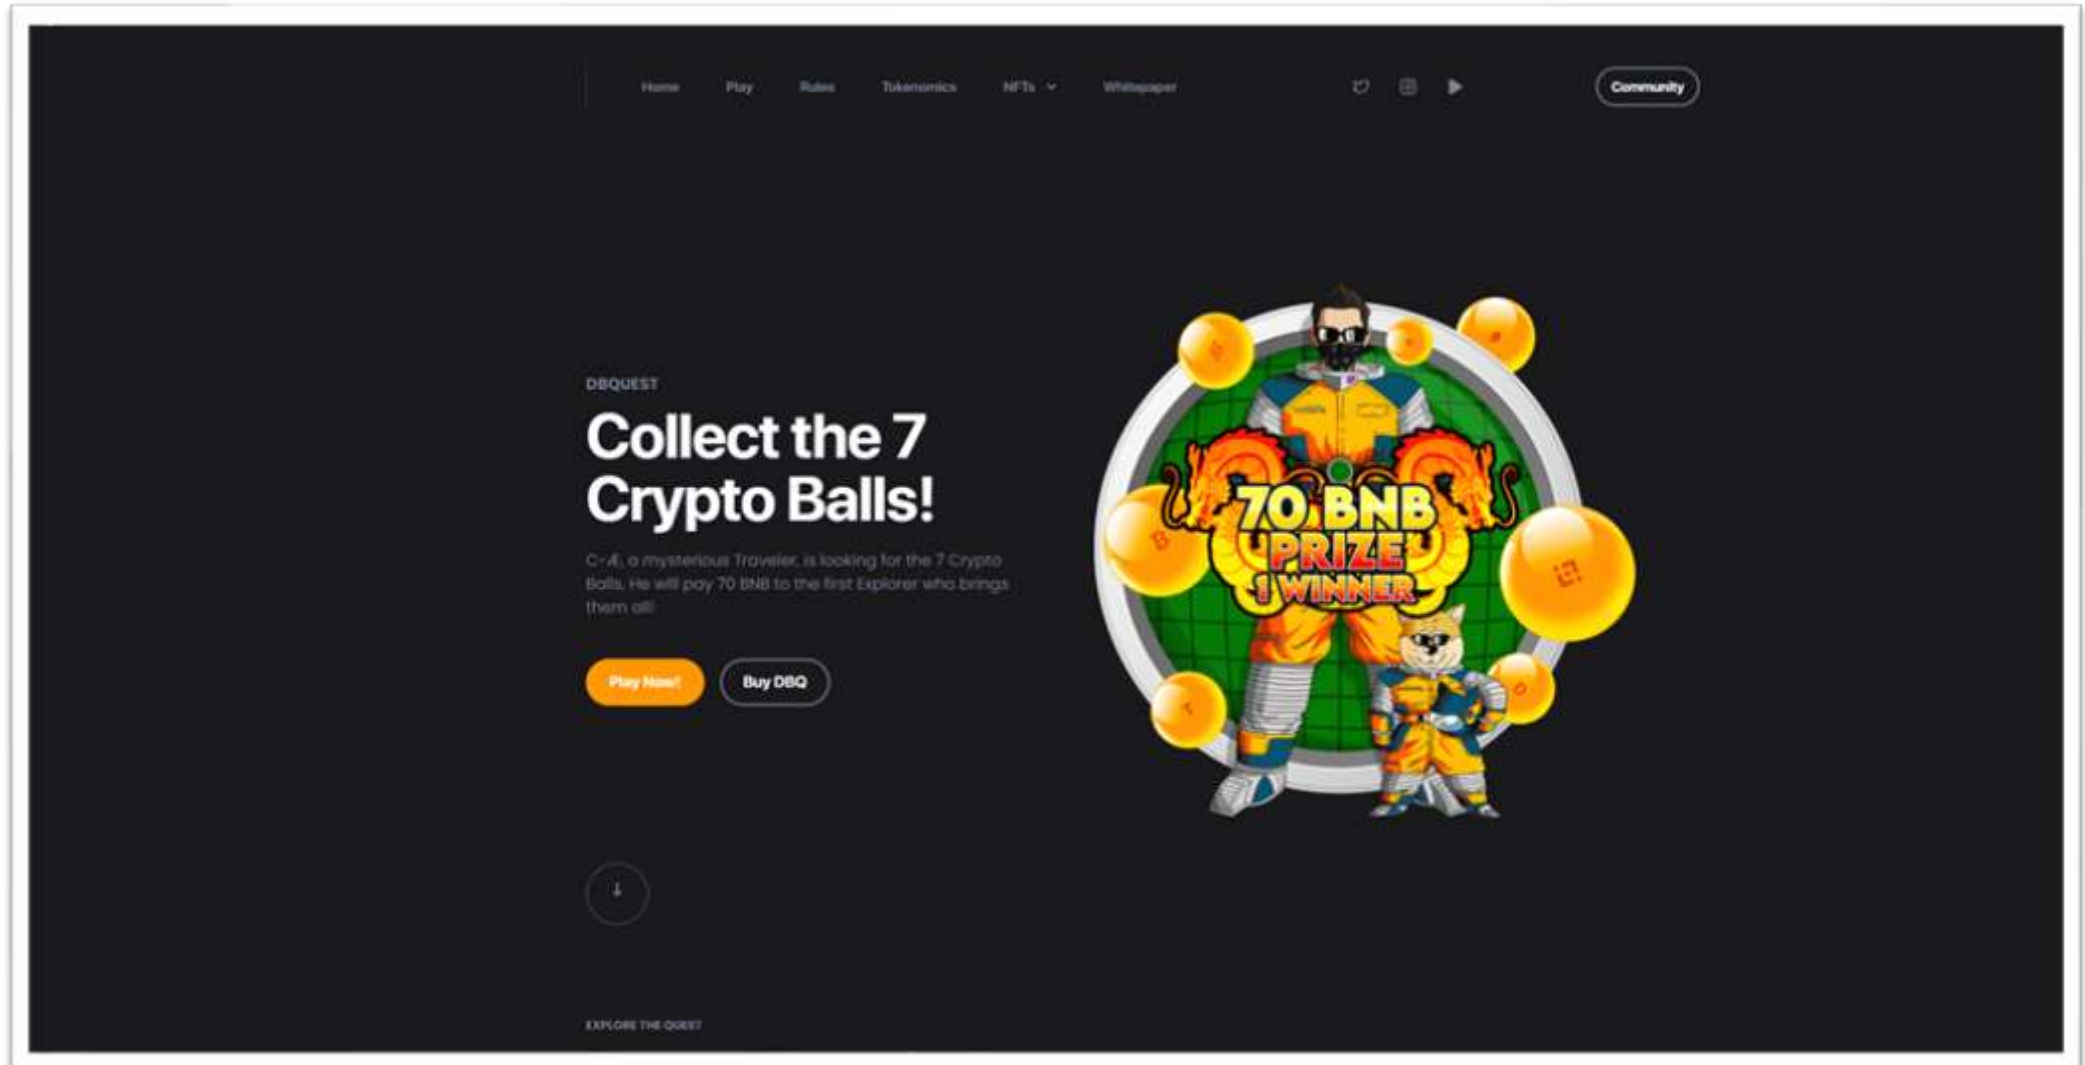 Home Play Rules Tokenomics NFTs Whitepaper Community
DBQUEST
Collect the 7
Crypto Balls!
C-Æ, a mysterious Traveler, is looking for the 7 Crypto
Balls. He will pay 70 BNB to the first Explorer who brings
them all!
Play Now! Buy DBQ
70 BNB
PRIZE
1 WINNER
EXPLORE THE QUEST